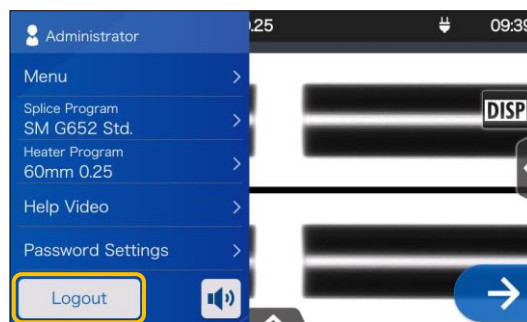 Administrator
.25
09:39
Menu
Splice Program
SM G652 Std.
Heater Program
60mm 0.25
Help Video
Password Settings
Logout
DISP